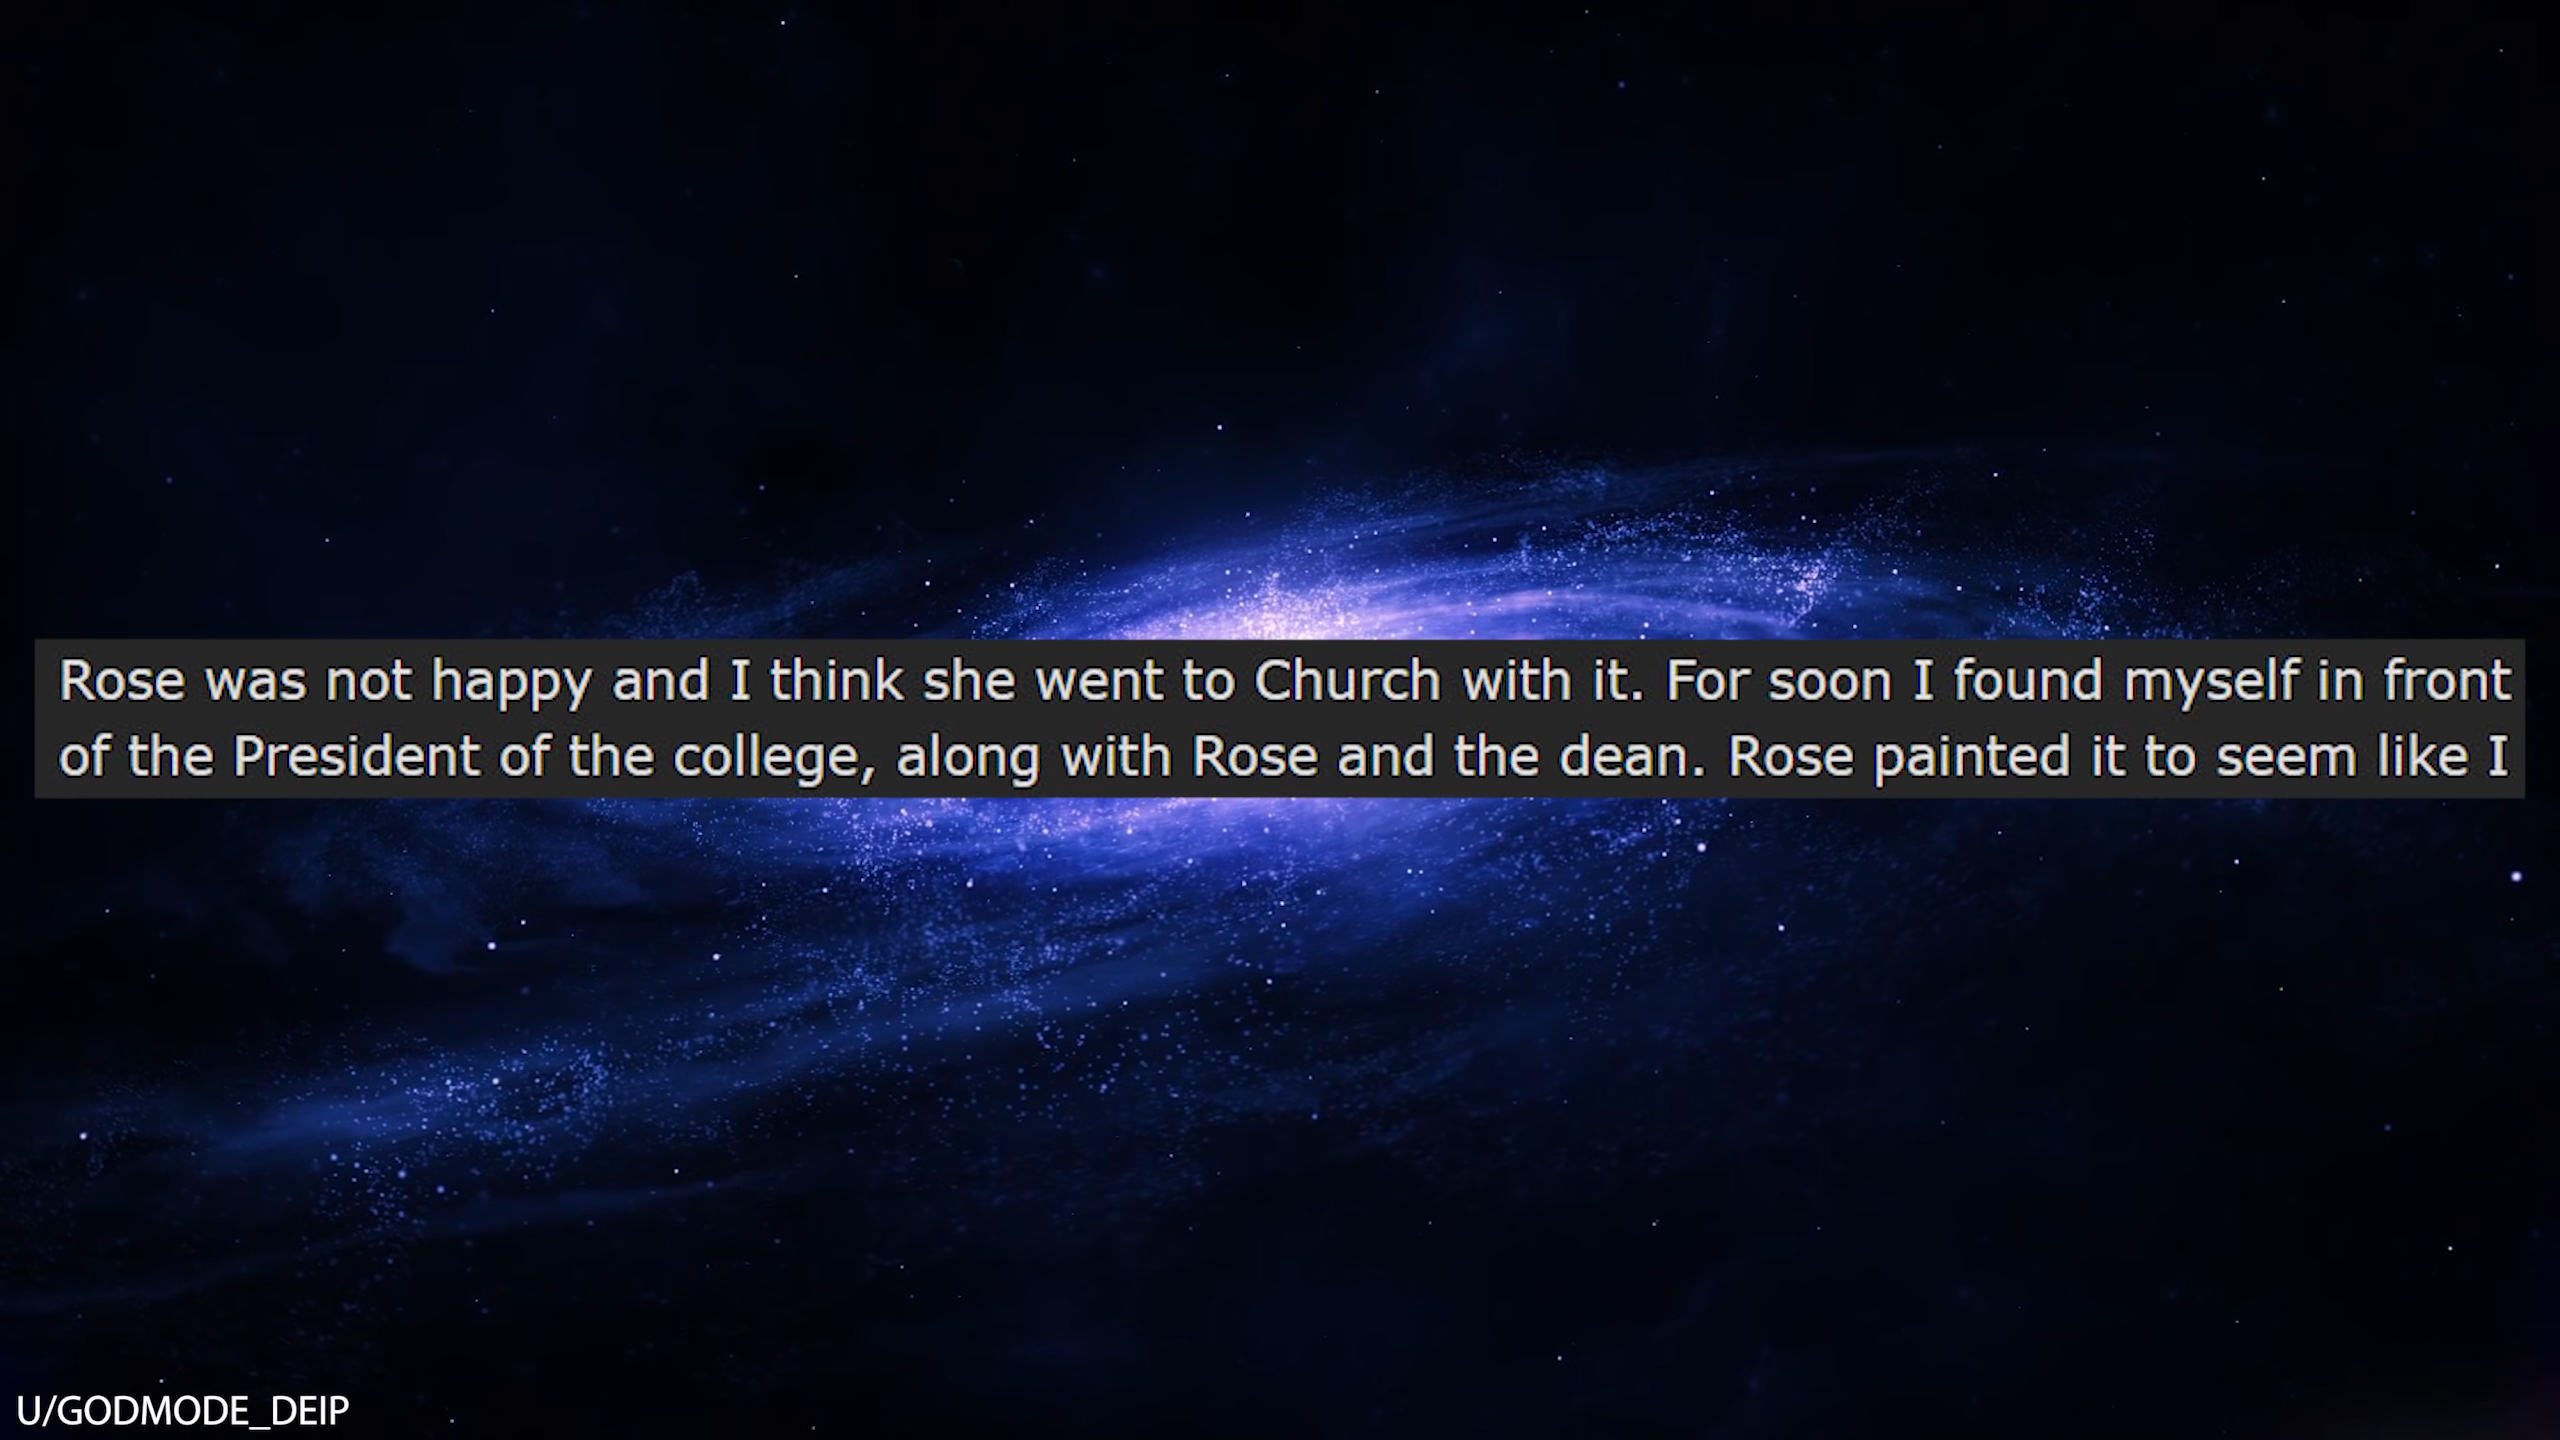 Rose was not happy and I think she went to Church with it. For soon I found myself in front
of the President of the college, along with Rose and the dean. Rose painted it to seem like I
U/GODMODE_DEIP